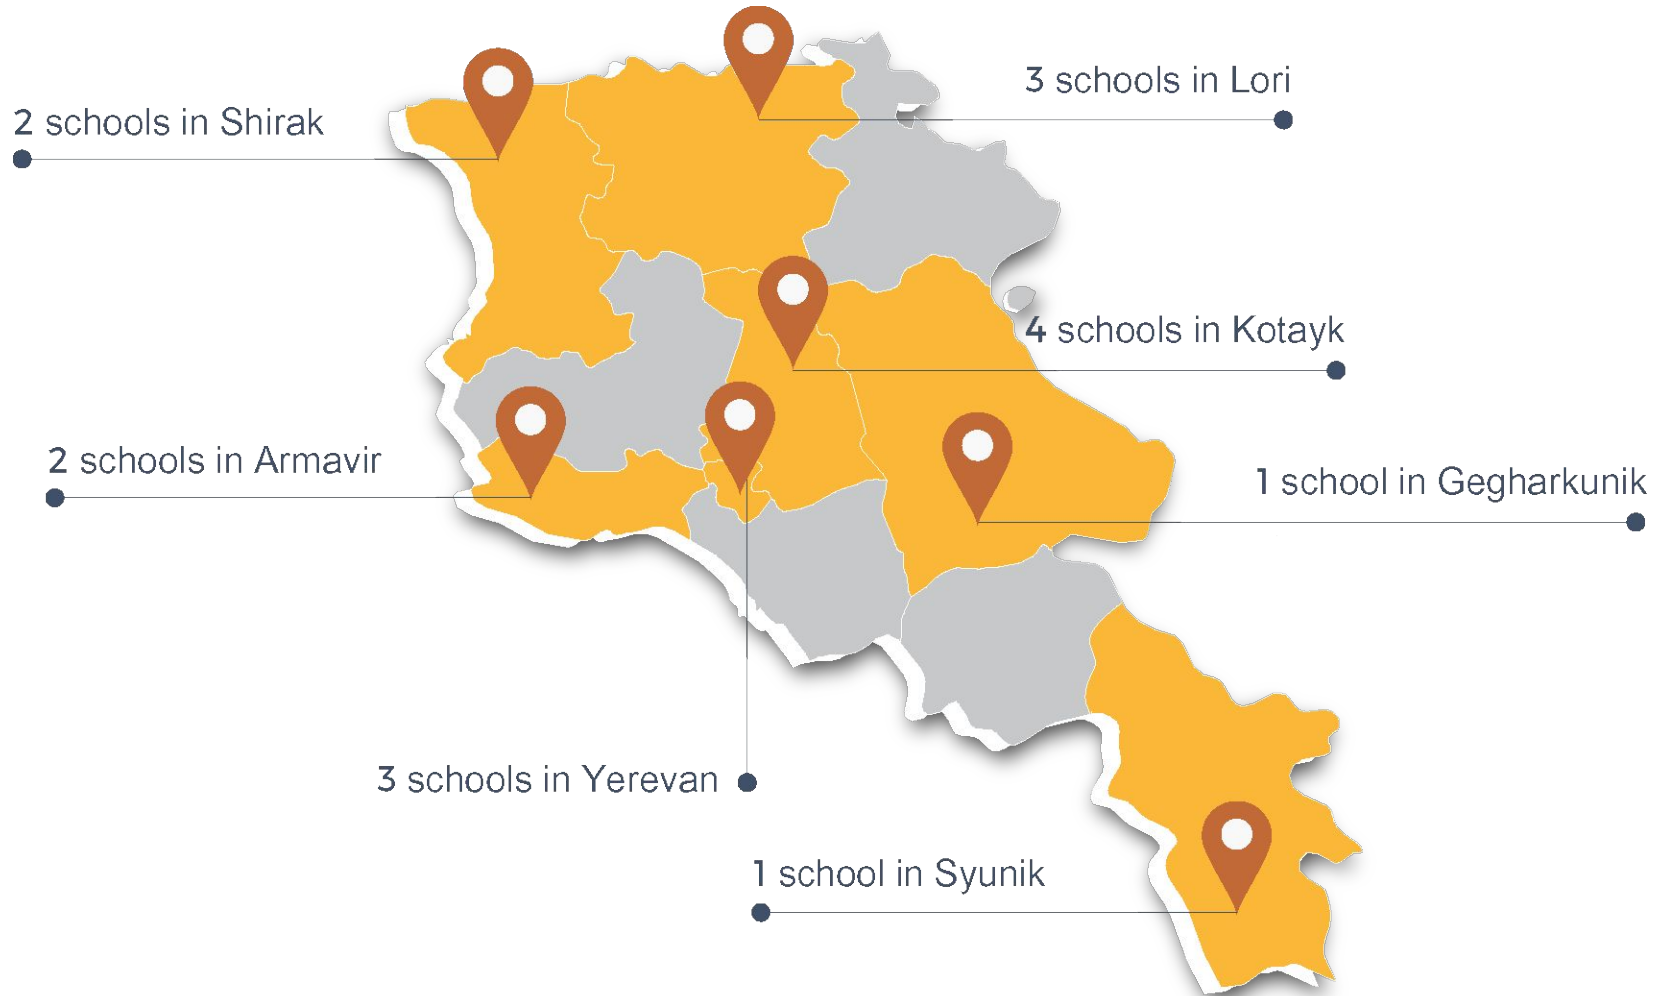 3 schools in Lori
2 schools in Shirak
4 schools in Kotayk
2 schools in Armavir
1 school in Gegharkunik
3 schools in Yerevan
1 school in Syunik